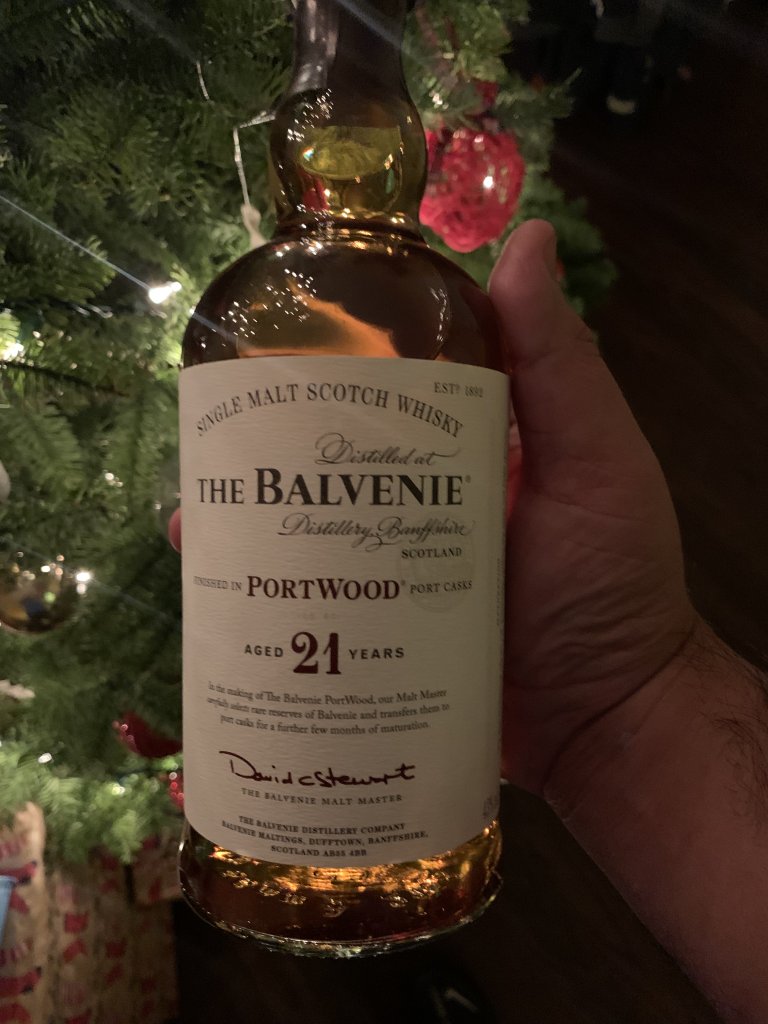 ESTD 1892
SINGLE MALT SCOTCH WHISKY
Distilled at
THE BALVENIE®
Distillery, Banffshire
SCOTLAND
FINISHED IN PORTWOOD® PORT CASKS
AGED 21 YEARS
In the making of The Balvenie PortWood, our Malt Master
carefully selects rare reserves of Balvenie and transfers them to
port casks for a further few months of maturation.
David C Stewart
THE BALVENIE MALT MASTER
THE BALVENIE DISTILLERY COMPANY
BALVENIE MALTINGS, DUFFTOWN, BANFFSHIRE,
SCOTLAND AB55 4BB